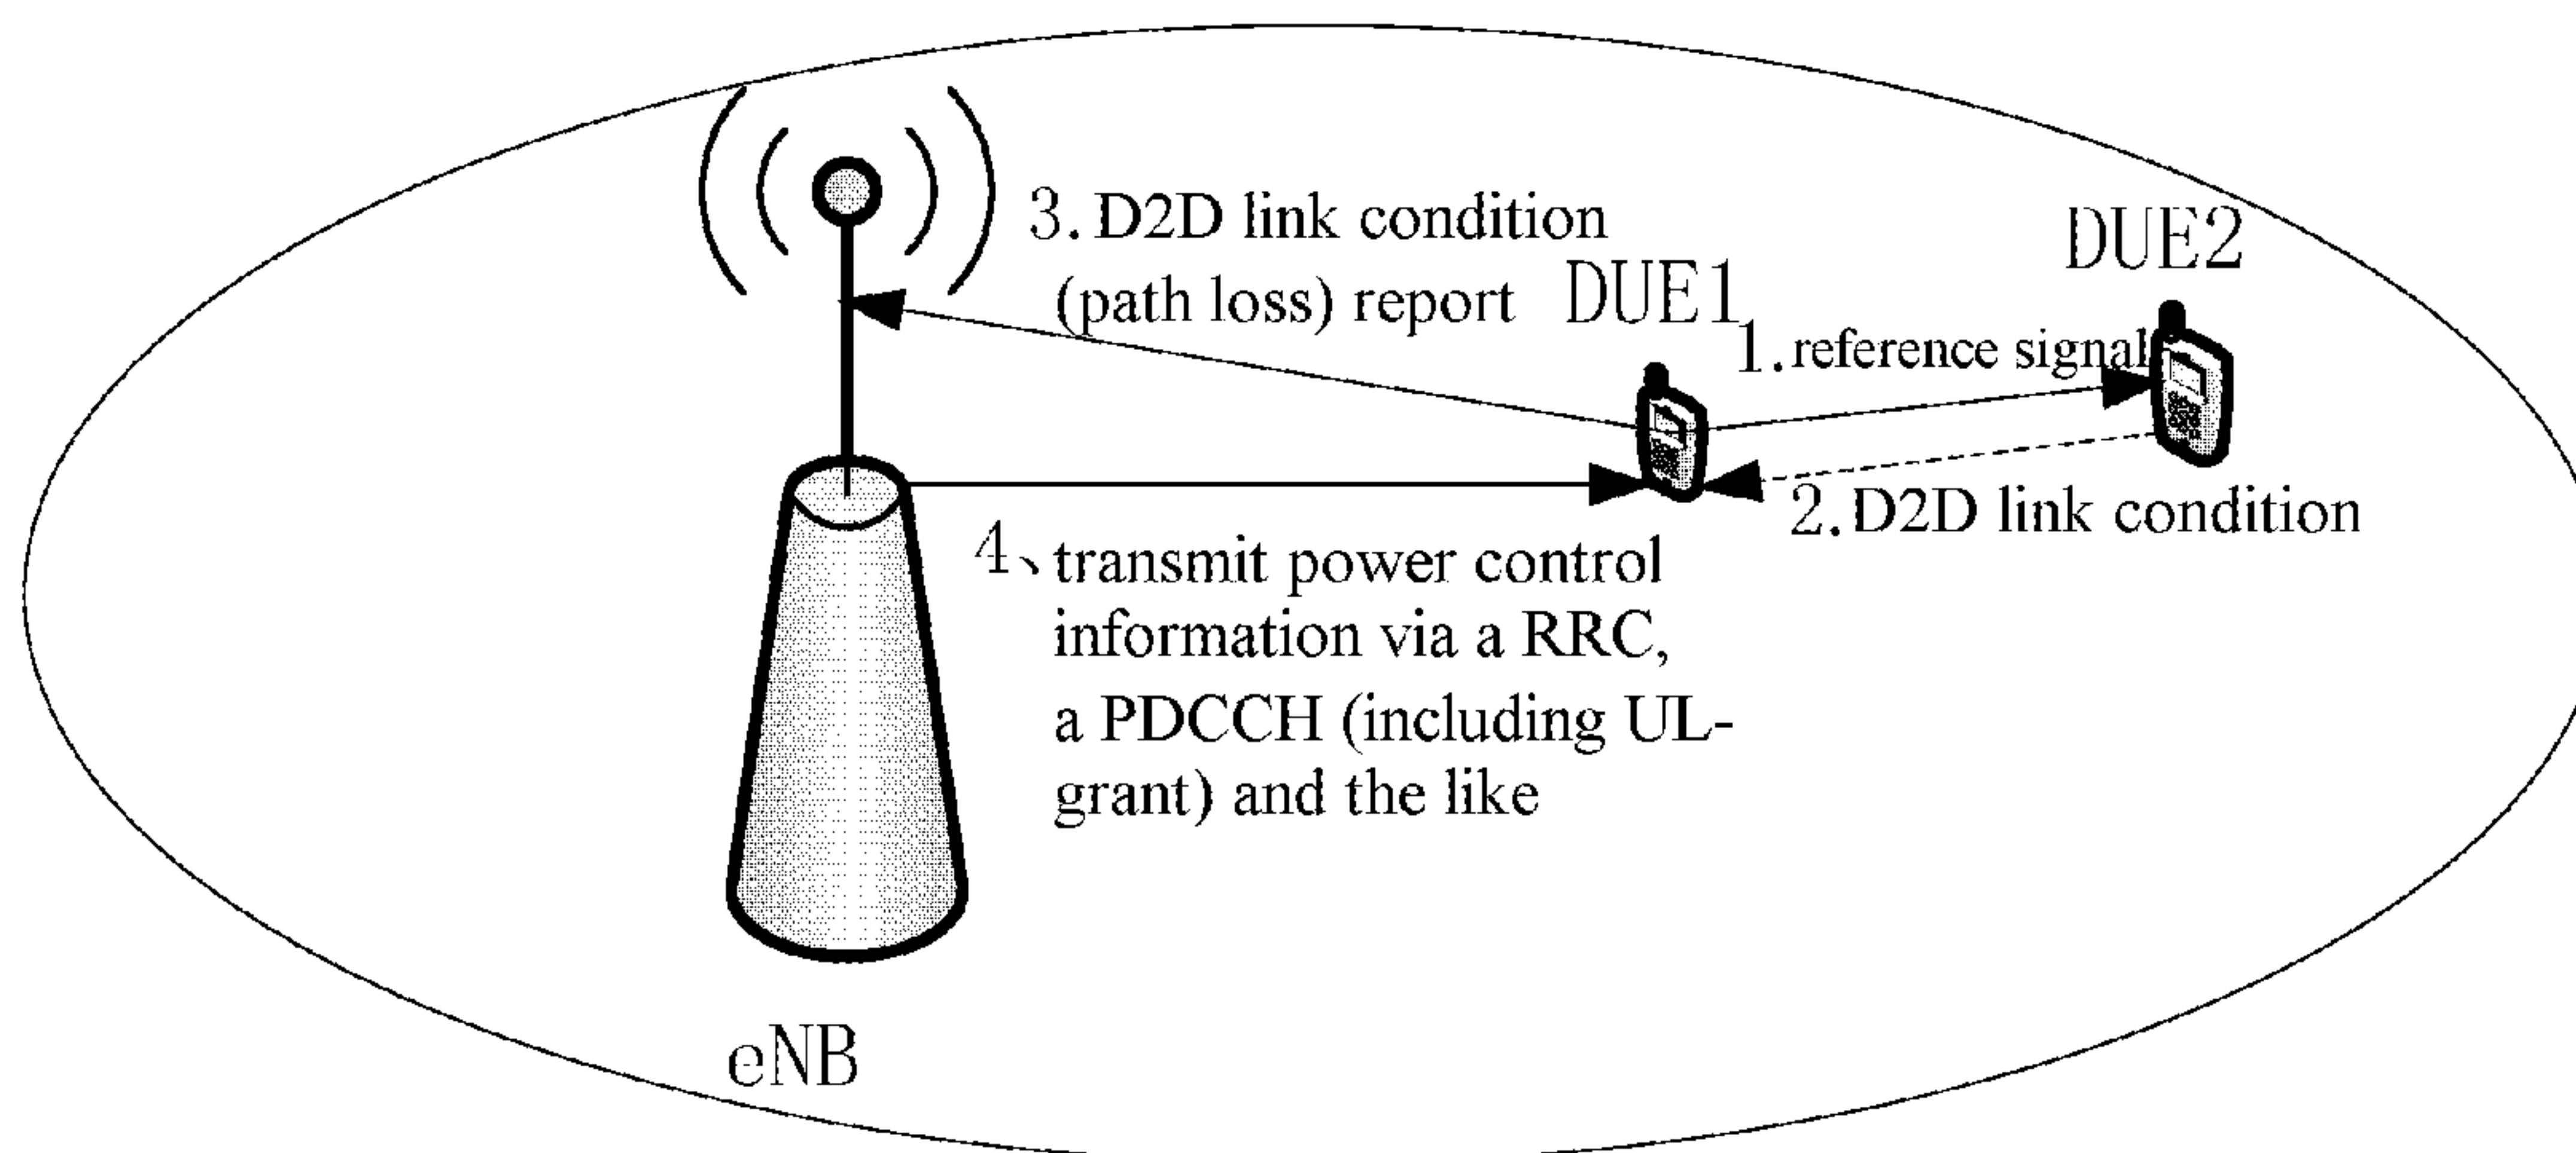 3. D2D link condition
(path loss) report
DUE1
DUE2
1. reference signal
2. D2D link condition
4、transmit power control
information via a RRC,
a PDCCH (including UL-
grant) and the like
eNB